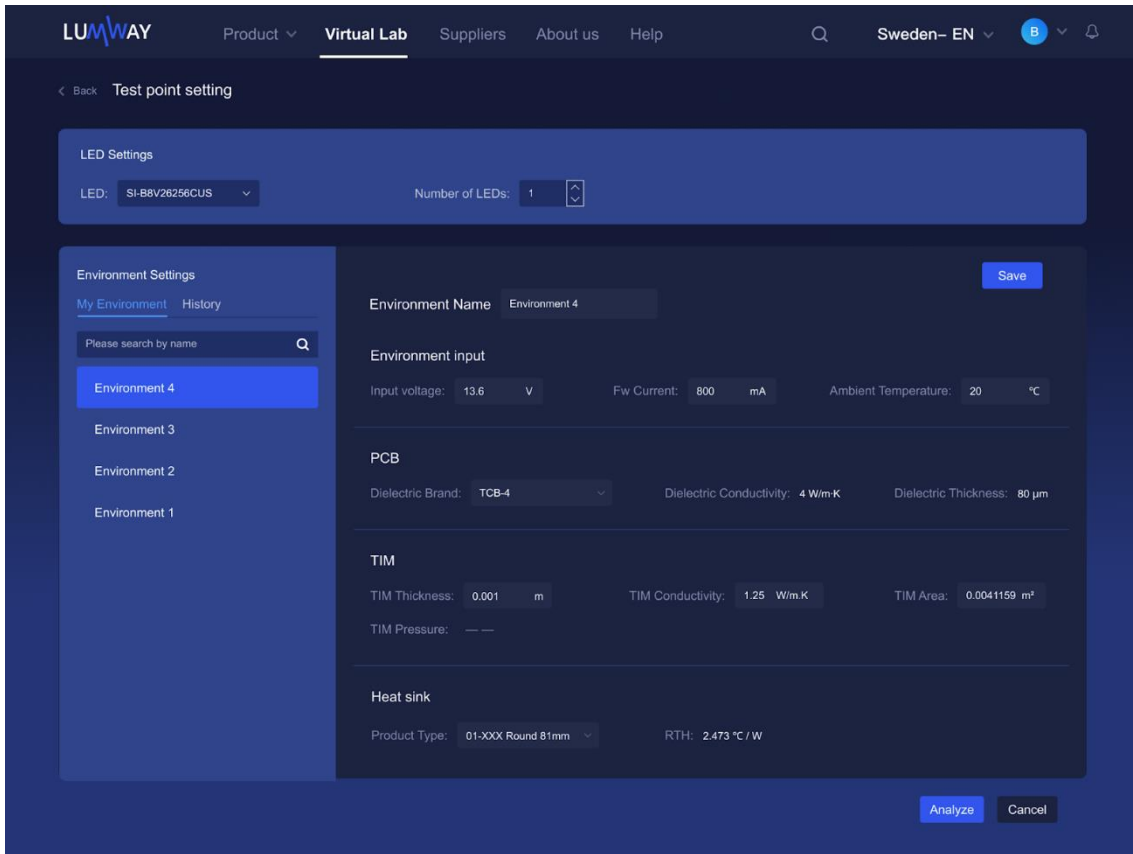 LUMWAY Product Virtual Lab Suppliers About us Help Sweden– EN B
Back Test point setting
LED Settings
LED: SI-B8V26256CUS Number of LEDs: 1
Environment Settings
My Environment History
Please search by name
Environment 4
Environment 3
Environment 2
Environment 1
Save
Environment Name Environment 4
Environment input
Input voltage: 13.6 V Fw Current: 800 mA Ambient Temperature: 20 ℃
PCB
Dielectric Brand: TCB-4 Dielectric Conductivity: 4 W/m·K Dielectric Thickness: 80 μm
TIM
TIM Thickness: 0.001 m TIM Conductivity: 1.25 W/m.K TIM Area: 0.0041159 m²
TIM Pressure: — —
Heat sink
Product Type: 01-XXX Round 81mm RTH: 2.473 ℃ / W
Analyze Cancel